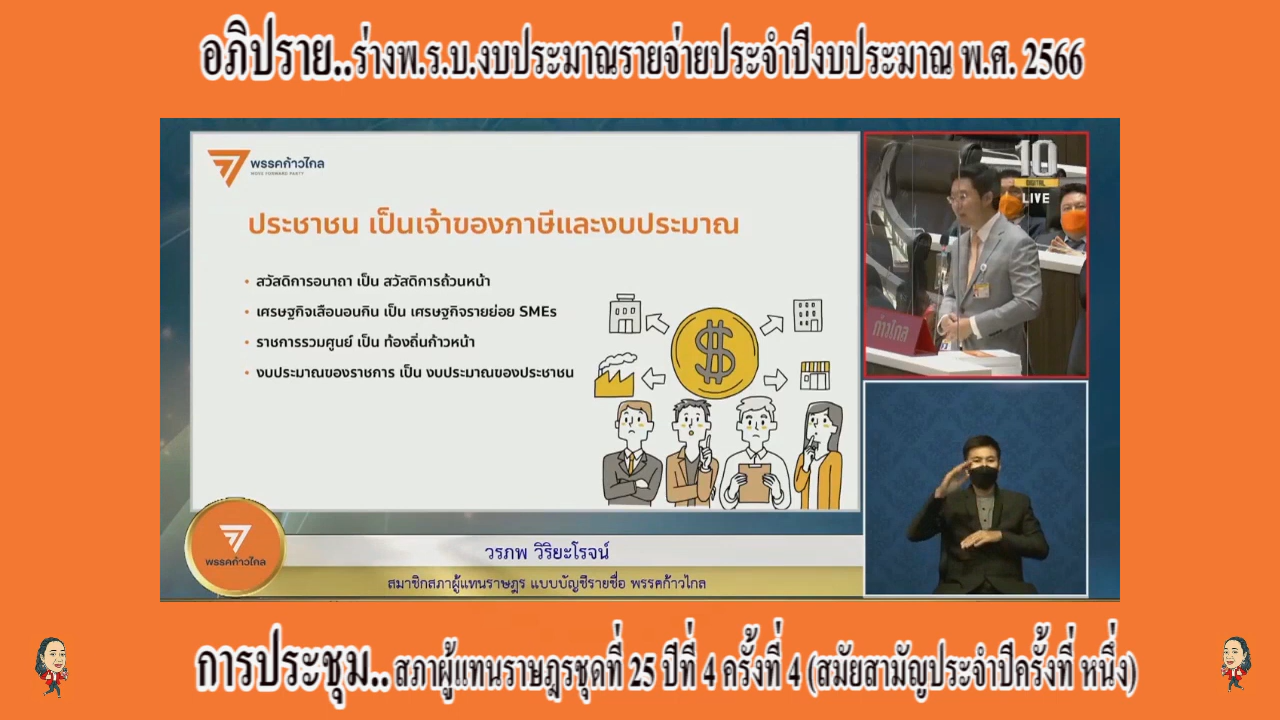 อภิปราย..ร่างพ.ร.บ.งบประมาณรายจ่ายประจำปีงบประมาณ พ.ศ. 2566
พรรคก้าวไกล
MOVE FORWARD PARTY
ประชาชน เป็นเจ้าของภาษีและงบประมาณ
• สวัสดิการอนาถา เป็น สวัสดิการถ้วนหน้า
• เศรษฐกิจเสือนอนกิน เป็น เศรษฐกิจรายย่อย SMEs
• ราชการรวมศูนย์ เป็น ท้องถิ่นก้าวหน้า
• งบประมาณของราชการ เป็น งบประมาณของประชาชน
10
DIGITAL
LIVE
ก้าวไกล
พรรคก้าวไกล
วรภพ วิริยะโรจน์
สมาชิกสภาผู้แทนราษฎร แบบบัญชีรายชื่อ พรรคก้าวไกล
การประชุม.. สภาผู้แทนราษฎรชุดที่ 25 ปีที่ 4 ครั้งที่ 4 (สมัยสามัญประจำปีครั้งที่ หนึ่ง)